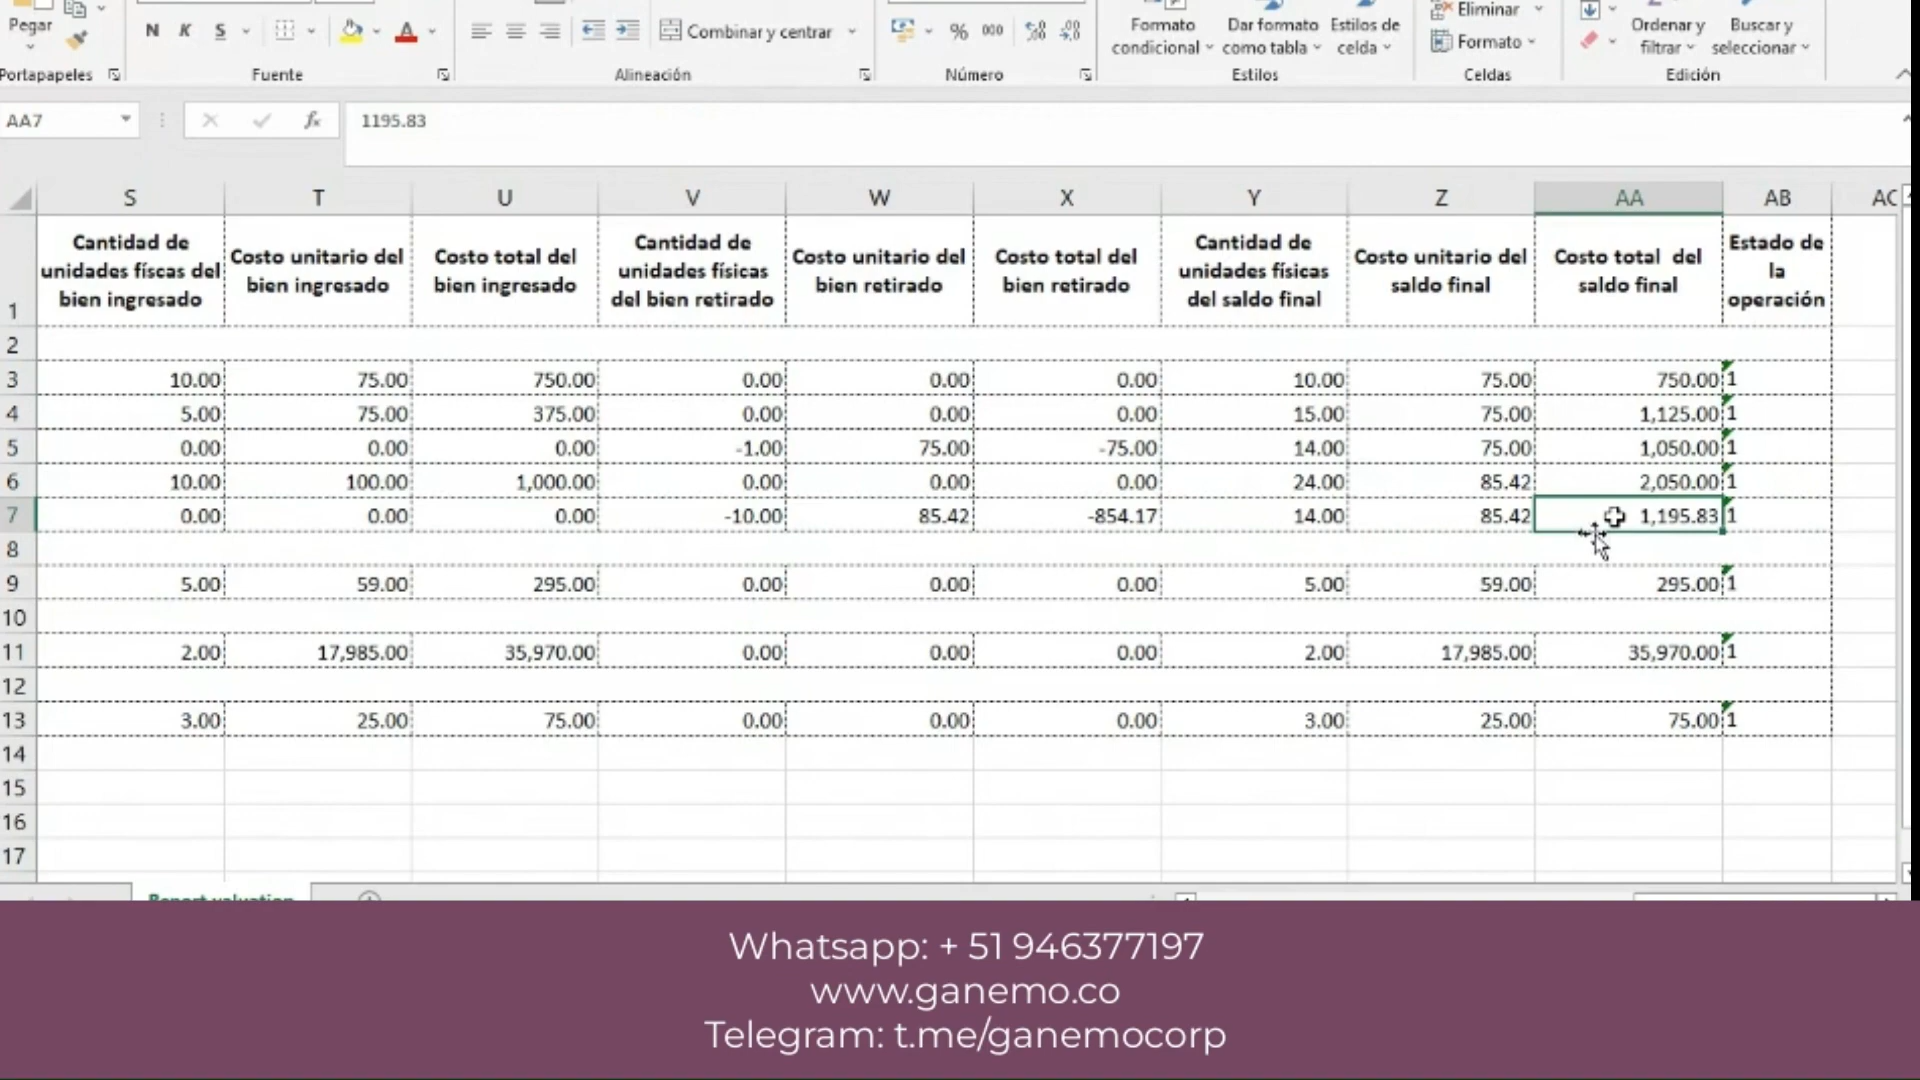 Pegar
N K S
Combinar y centrar
% 000
Formato condicional
Dar formato como tabla
Estilos de celda
Eliminar
Formato
Ordenar y filtrar
Buscar y seleccionar
Portapapeles Fuente Alineación Número Estilos Celdas Edición
AA7 fx 1195.83
S T U V W X Y Z AA AB AC
1
Cantidad de unidades físcas del bien ingresado
Costo unitario del bien ingresado
Costo total del bien ingresado
Cantidad de unidades físicas del bien retirado
Costo unitario del bien retirado
Costo total del bien retirado
Cantidad de unidades físicas del saldo final
Costo unitario del saldo final
Costo total del saldo final
Estado de la operación
2
3 10.00 75.00 750.00 0.00 0.00 0.00 10.00 75.00 750.00 1
4 5.00 75.00 375.00 0.00 0.00 0.00 15.00 75.00 1,125.00 1
5 0.00 0.00 0.00 -1.00 75.00 -75.00 14.00 75.00 1,050.00 1
6 10.00 100.00 1,000.00 0.00 0.00 0.00 24.00 85.42 2,050.00 1
7 0.00 0.00 0.00 -10.00 85.42 -854.17 14.00 85.42 1,195.83 1
8
9 5.00 59.00 295.00 0.00 0.00 0.00 5.00 59.00 295.00 1
10
11 2.00 17,985.00 35,970.00 0.00 0.00 0.00 2.00 17,985.00 35,970.00 1
12
13 3.00 25.00 75.00 0.00 0.00 0.00 3.00 25.00 75.00 1
14
15
16
17
Report valuation
Whatsapp: + 51 946377197
www.ganemo.co
Telegram: t.me/ganemocorp